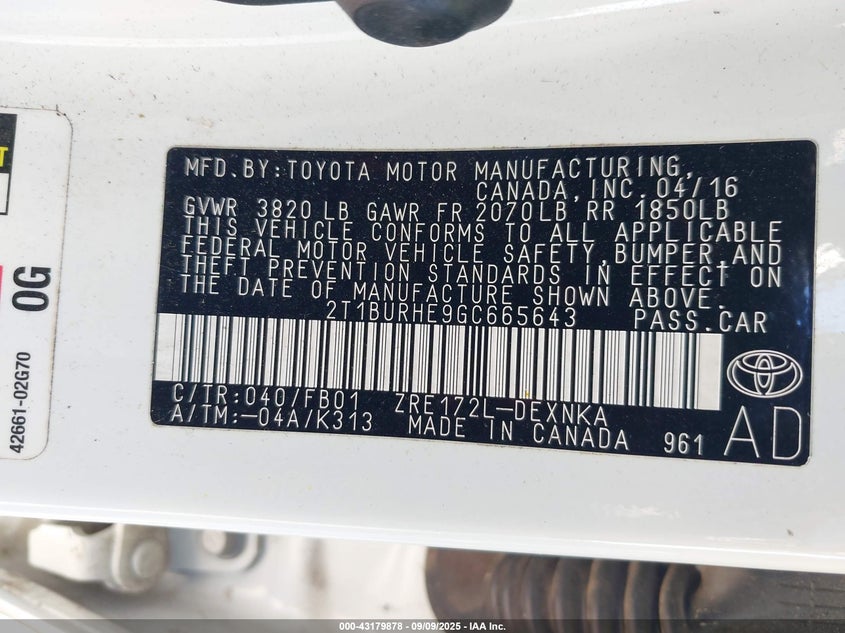 MFD.BY:TOYOTA MOTOR MANUFACTURING,
CANADA,INC. 04/16
GVWR 3820 LB GAWR FR 2070LB RR 1850LB
THIS VEHICLE CONFORMS TO ALL APPLICABLE
FEDERAL MOTOR VEHICLE SAFETY,BUMPER,AND
THEFT PREVENTION STANDARDS IN EFFECT ON
THE DATE OF MANUFACTURE SHOWN ABOVE.
2T1BURHE9GC665643 PASS.CAR
C/TR:040/FB01 ZRE172L-DEXNKA
A/TM:-04A/K313 MADE IN CANADA 961 AD
42661-02G70
0G
000-43179878 - 09/09/2025 - IAA Inc.